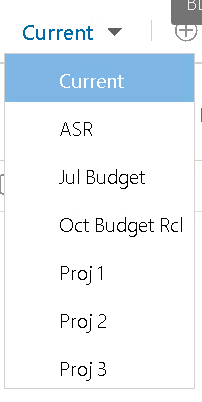 Current
Current
ASR
Jul Budget
Oct Budget Rcl
Proj 1
Proj 2
Proj 3